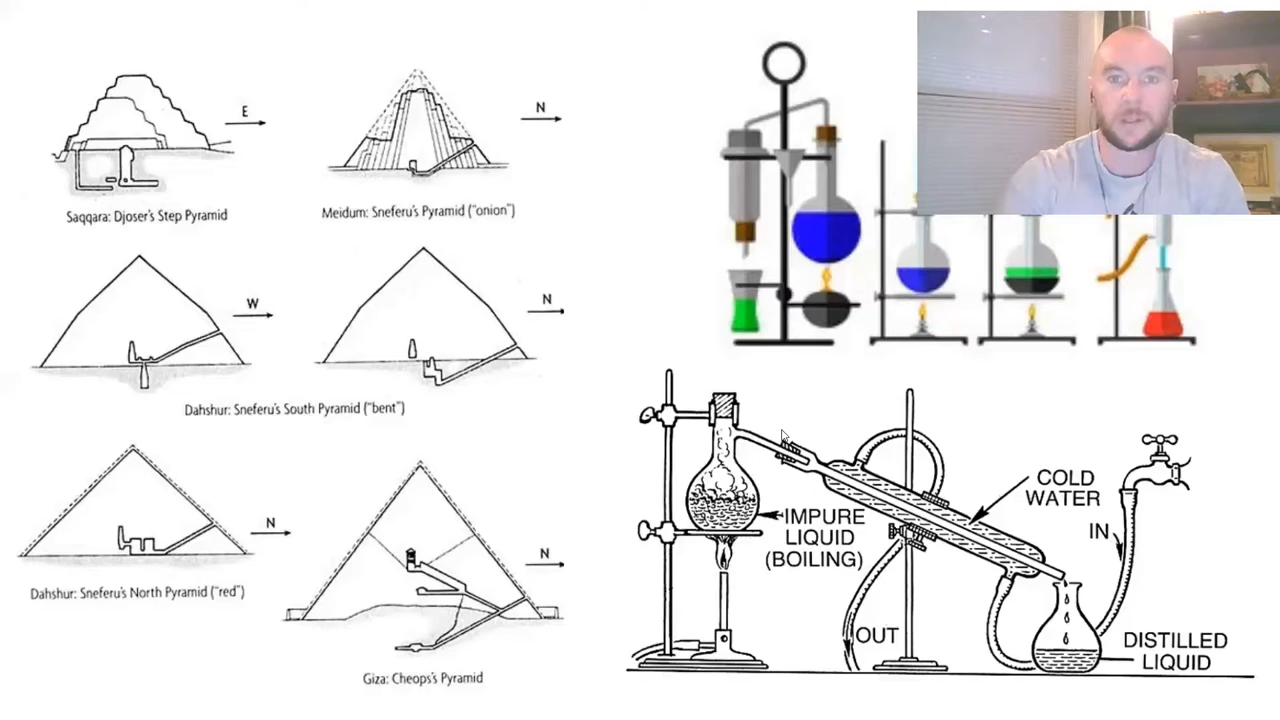 E
N
Saqqara: Djoser's Step Pyramid
Meidum: Sneferu's Pyramid ("onion")
W
N
Dahshur: Sneferu's South Pyramid ("bent")
N
N
Dahshur: Sneferu's North Pyramid ("red")
Giza: Cheops's Pyramid
COLD
WATER
IMPURE
LIQUID
(BOILING)
IN
OUT
DISTILLED
LIQUID